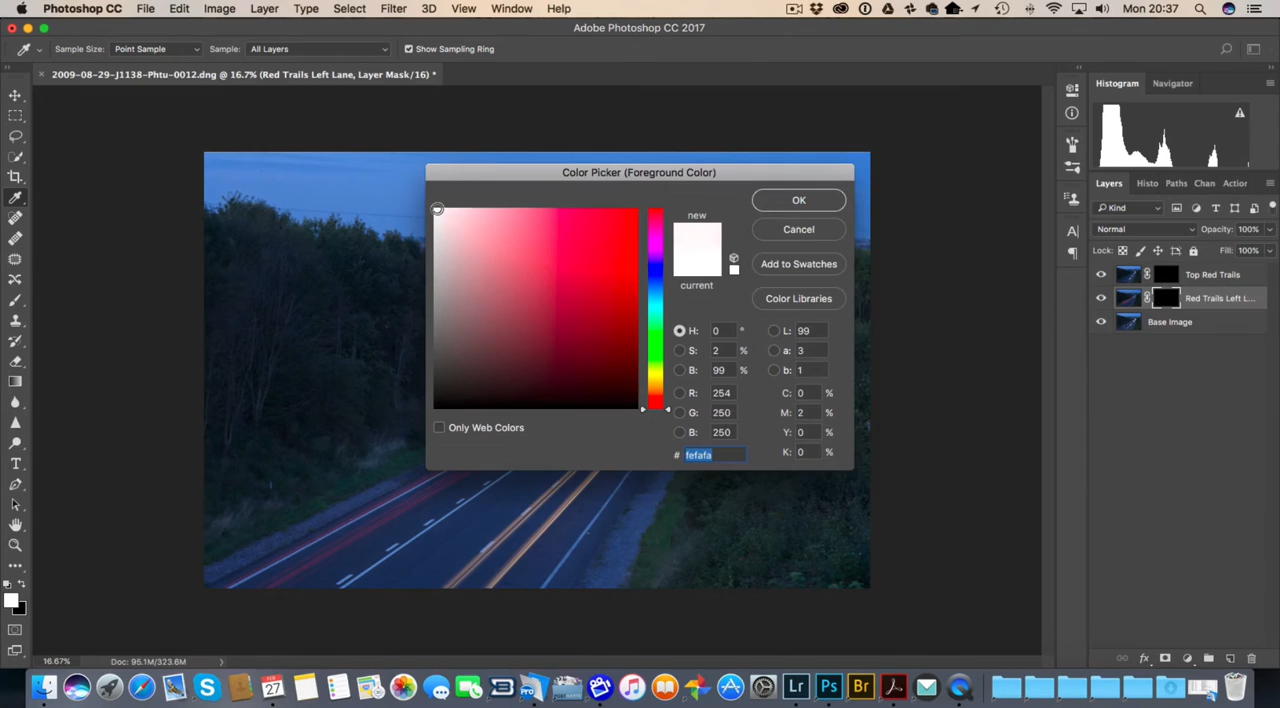 Photoshop CC File Edit Image Layer Type Select Filter 3D View Window Help Mon 20:37
Adobe Photoshop CC 2017
Sample Size: Point Sample Sample: All Layers Show Sampling Ring
2009-08-29-J1138-Phtu-0012.dng @ 16.7% (Red Trails Left Lane, Layer Mask/16) *
Histogram Navigator
Color Picker (Foreground Color)
Layers Histo Paths Chan Actior
OK
Kind
new
Cancel
Normal Opacity: 100%
Lock: Fill: 100%
Add to Swatches
Top Red Trails
current
Color Libraries
Red Trails Left L...
Base Image
H: 0 ° L: 99
S: 2 % a: 3
B: 99 % b: 1
R: 254 C: 0 %
G: 250 M: 2 %
Only Web Colors
B: 250 Y: 0 %
# fefafa K: 0 %
16.67% Doc: 95.1M/323.6M
27
Lr Ps Br